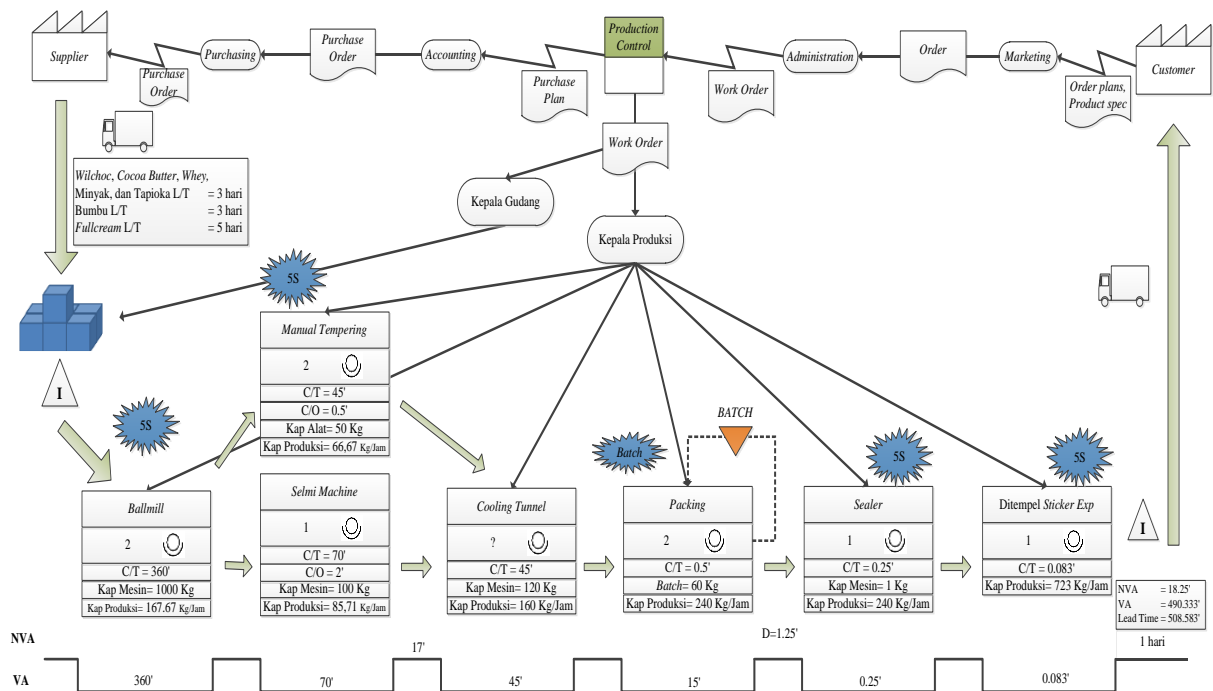 Supplier
Purchase
Order
Purchasing
Purchase
Order
Accounting
Purchase
Plan
Production
Control
Work Order
Administration
Order
Marketing
Order plans,
Product spec
Customer
Work Order
Kepala Gudang
Kepala Produksi
Wilchoc, Cocoa Butter, Whey,
Minyak, dan Tapioka L/T = 3 hari
Bumbu L/T = 3 hari
Fullcream L/T = 5 hari
5S
I
5S
Manual Tempering
2
C/T = 45'
C/O = 0.5'
Kap Alat= 50 Kg
Kap Produksi= 66,67 Kg/Jam
Ballmill
2
C/T = 360'
Kap Mesin= 1000 Kg
Kap Produksi= 167.67 Kg/Jam
Selmi Machine
1
C/T = 70'
C/O = 2'
Kap Mesin= 100 Kg
Kap Produksi= 85,71 Kg/Jam
Cooling Tunnel
?
C/T = 45'
Kap Mesin= 120 Kg
Kap Produksi= 160 Kg/Jam
Batch
BATCH
Packing
2
C/T = 0.5'
Batch= 60 Kg
Kap Produksi= 240 Kg/Jam
5S
Sealer
1
C/T = 0.25'
Kap Mesin= 1 Kg
Kap Produksi= 240 Kg/Jam
5S
Ditempel Sticker Exp
1
C/T = 0.083'
Kap Produksi= 723 Kg/Jam
I
NVA = 18.25'
VA = 490.333'
Lead Time = 508.583'
NVA
17'
D=1.25'
1 hari
VA
360'
70'
45'
15'
0.25'
0.083'